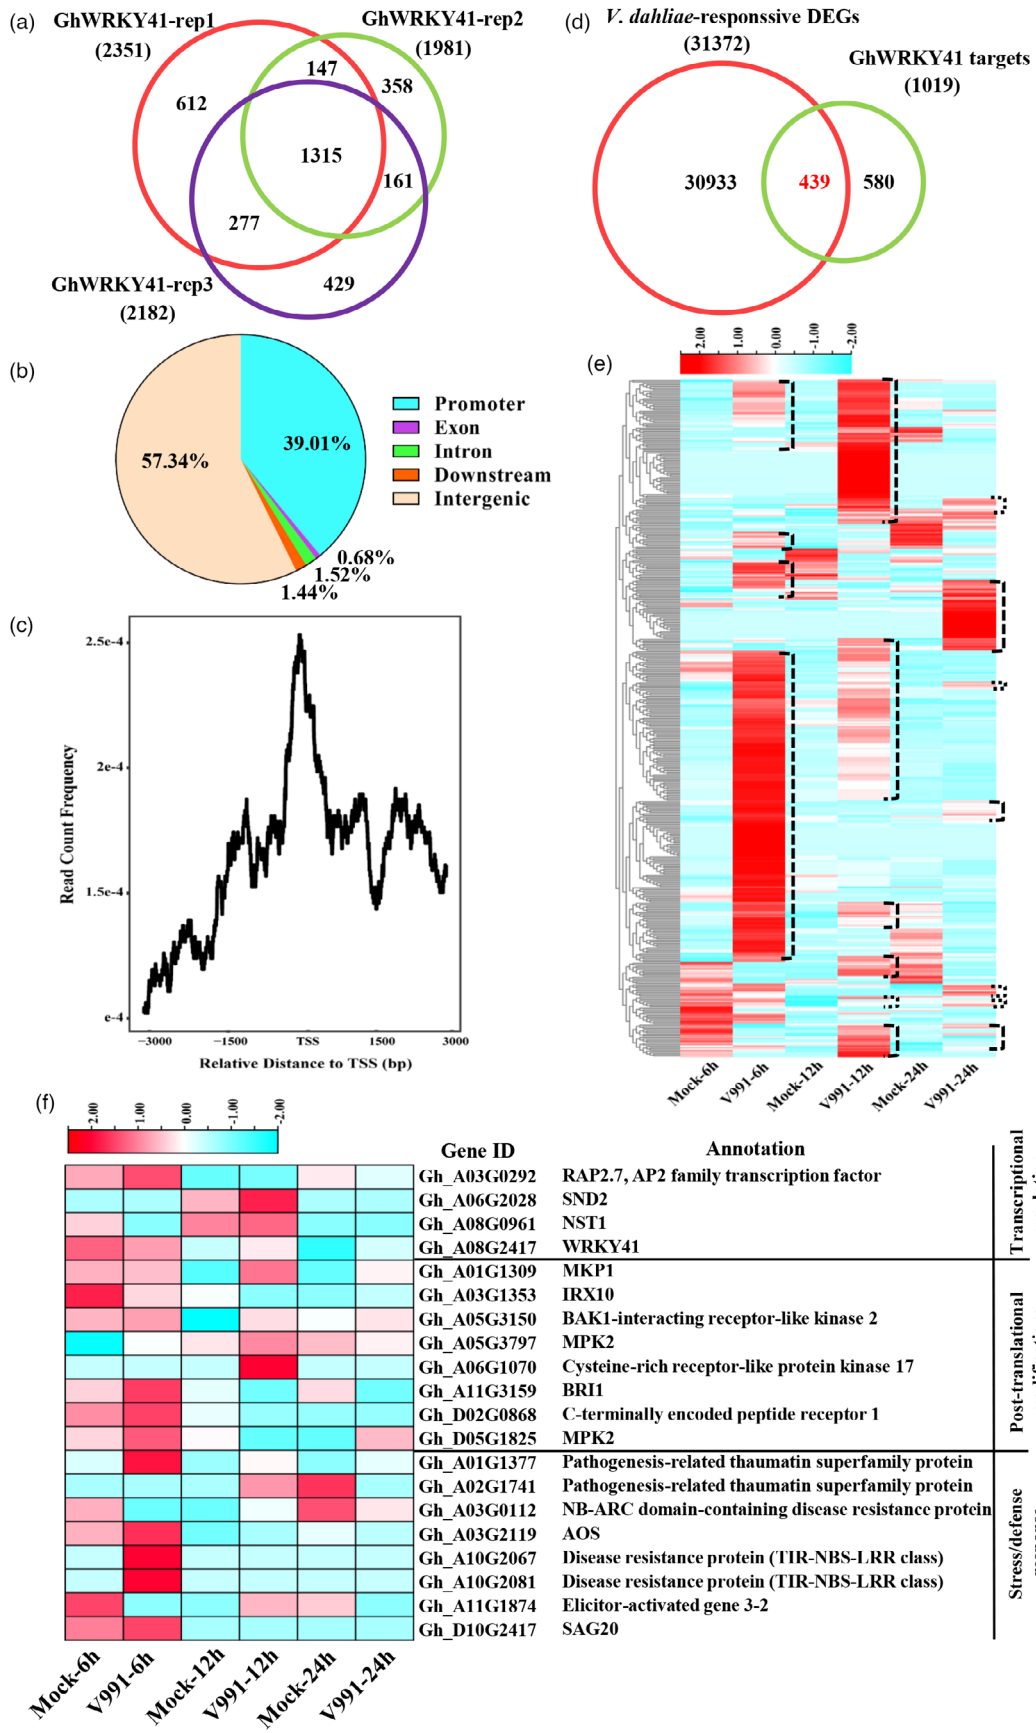 (a)
GhWRKY41-rep1
(2351)
GhWRKY41-rep2
(1981)
147
358
612
1315
161
277
429
GhWRKY41-rep3
(2182)
(d)
V. dahliae-responssive DEGs
(31372)
GhWRKY41 targets
(1019)
30933
439
580
(b)
57.34%
39.01%
0.68%
1.52%
1.44%
Promoter
Exon
Intron
Downstream
Intergenic
(c)
Read Count Frequency
2.5e-4
2e-4
1.5e-4
e-4
−3000
−1500
TSS
1500
3000
Relative Distance to TSS (bp)
(e)
2.00
1.00
0.00
-1.00
-2.00
Mock-6h
V991-6h
Mock-12h
V991-12h
Mock-24h
V991-24h
(f)
2.00
1.00
0.00
-1.00
-2.00
Gene ID Annotation
Gh_A03G0292 RAP2.7, AP2 family transcription factor
Gh_A06G2028 SND2
Gh_A08G0961 NST1
Gh_A08G2417 WRKY41
Gh_A01G1309 MKP1
Gh_A03G1353 IRX10
Gh_A05G3150 BAK1-interacting receptor-like kinase 2
Gh_A05G3797 MPK2
Gh_A06G1070 Cysteine-rich receptor-like protein kinase 17
Gh_A11G3159 BRI1
Gh_D02G0868 C-terminally encoded peptide receptor 1
Gh_D05G1825 MPK2
Gh_A01G1377 Pathogenesis-related thaumatin superfamily protein
Gh_A02G1741 Pathogenesis-related thaumatin superfamily protein
Gh_A03G0112 NB-ARC domain-containing disease resistance protein
Gh_A03G2119 AOS
Gh_A10G2067 Disease resistance protein (TIR-NBS-LRR class)
Gh_A10G2081 Disease resistance protein (TIR-NBS-LRR class)
Gh_A11G1874 Elicitor-activated gene 3-2
Gh_D10G2417 SAG20
Transcriptional
Post-translational
Stress/defense
Mock-6h
V991-6h
Mock-12h
V991-12h
Mock-24h
V991-24h